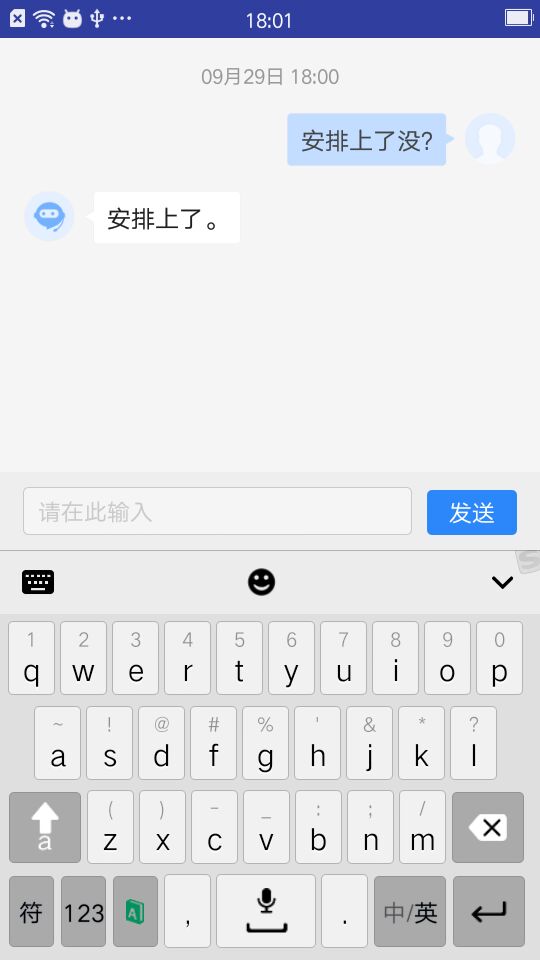 18:01
09月29日 18:00
安排上了没?
安排上了。
请在此输入
发送
1 2 3 4 5 6 7 8 9 0
q w e r t y u i o p
~ ! @ # % ' & * ?
a s d f g h j k l
( ) - _ : ; /
a z x c v b n m
符 123 A , . 中/英